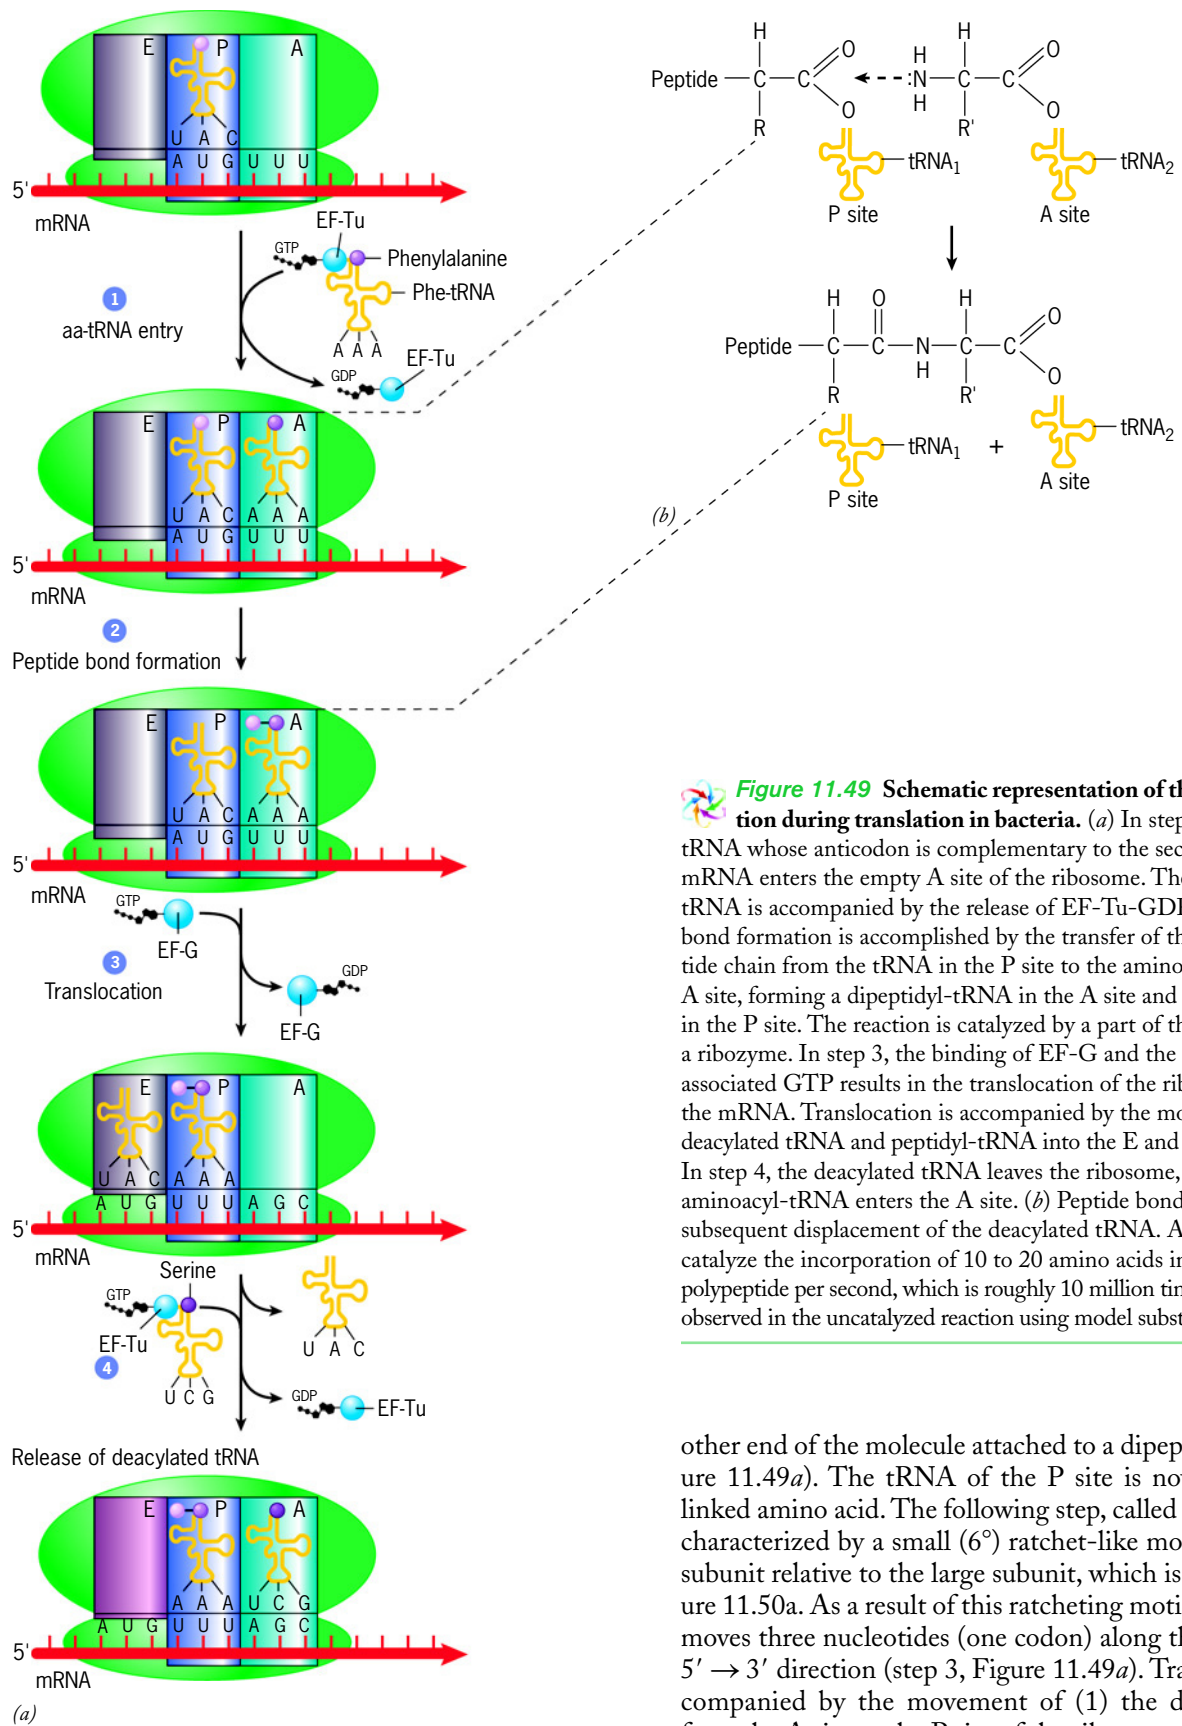 E P A
U A C
A U G U U U
5'
mRNA
EF-Tu
GTP
Phenylalanine
Phe-tRNA
A A A
1
aa-tRNA entry
EF-Tu
GDP
E P A
U A C A A A
A U G U U U
5'
mRNA
2
Peptide bond formation
E P A
U A C A A A
A U G U U U
5'
mRNA
GTP
EF-G
3
Translocation
GDP
EF-G
E P A
U A C A A A
A U G U U U A G C
5'
mRNA
Serine
GTP
EF-Tu
4
U C G
U A C
GDP
EF-Tu
Release of deacylated tRNA
E P A
A A A U C G
A U G U U U A G C
5'
mRNA
(a)
H H
H
Peptide C C O :N C C O
H
O O
R R'
tRNA1 tRNA2
P site A site
H O H
Peptide C C N C C O
H
O
R R'
tRNA1 + tRNA2
P site A site
(b)
Figure 11.49 Schematic representation of th
tion during translation in bacteria. (a) In step
tRNA whose anticodon is complementary to the sec
mRNA enters the empty A site of the ribosome. The
tRNA is accompanied by the release of EF-Tu-GDI
bond formation is accomplished by the transfer of th
tide chain from the tRNA in the P site to the amino
A site, forming a dipeptidyl-tRNA in the A site and
in the P site. The reaction is catalyzed by a part of th
a ribozyme. In step 3, the binding of EF-G and the
associated GTP results in the translocation of the rib
the mRNA. Translocation is accompanied by the mo
deacylated tRNA and peptidyl-tRNA into the E and
In step 4, the deacylated tRNA leaves the ribosome,
aminoacyl-tRNA enters the A site. (b) Peptide bond
subsequent displacement of the deacylated tRNA. A
catalyze the incorporation of 10 to 20 amino acids in
polypeptide per second, which is roughly 10 million tin
observed in the uncatalyzed reaction using model subst
other end of the molecule attached to a dipep
ure 11.49a). The tRNA of the P site is nov
linked amino acid. The following step, called
characterized by a small (6°) ratchet-like mo
subunit relative to the large subunit, which is
ure 11.50a. As a result of this ratcheting moti
moves three nucleotides (one codon) along th
5′ → 3′ direction (step 3, Figure 11.49a). Tra
companied by the movement of (1) the d